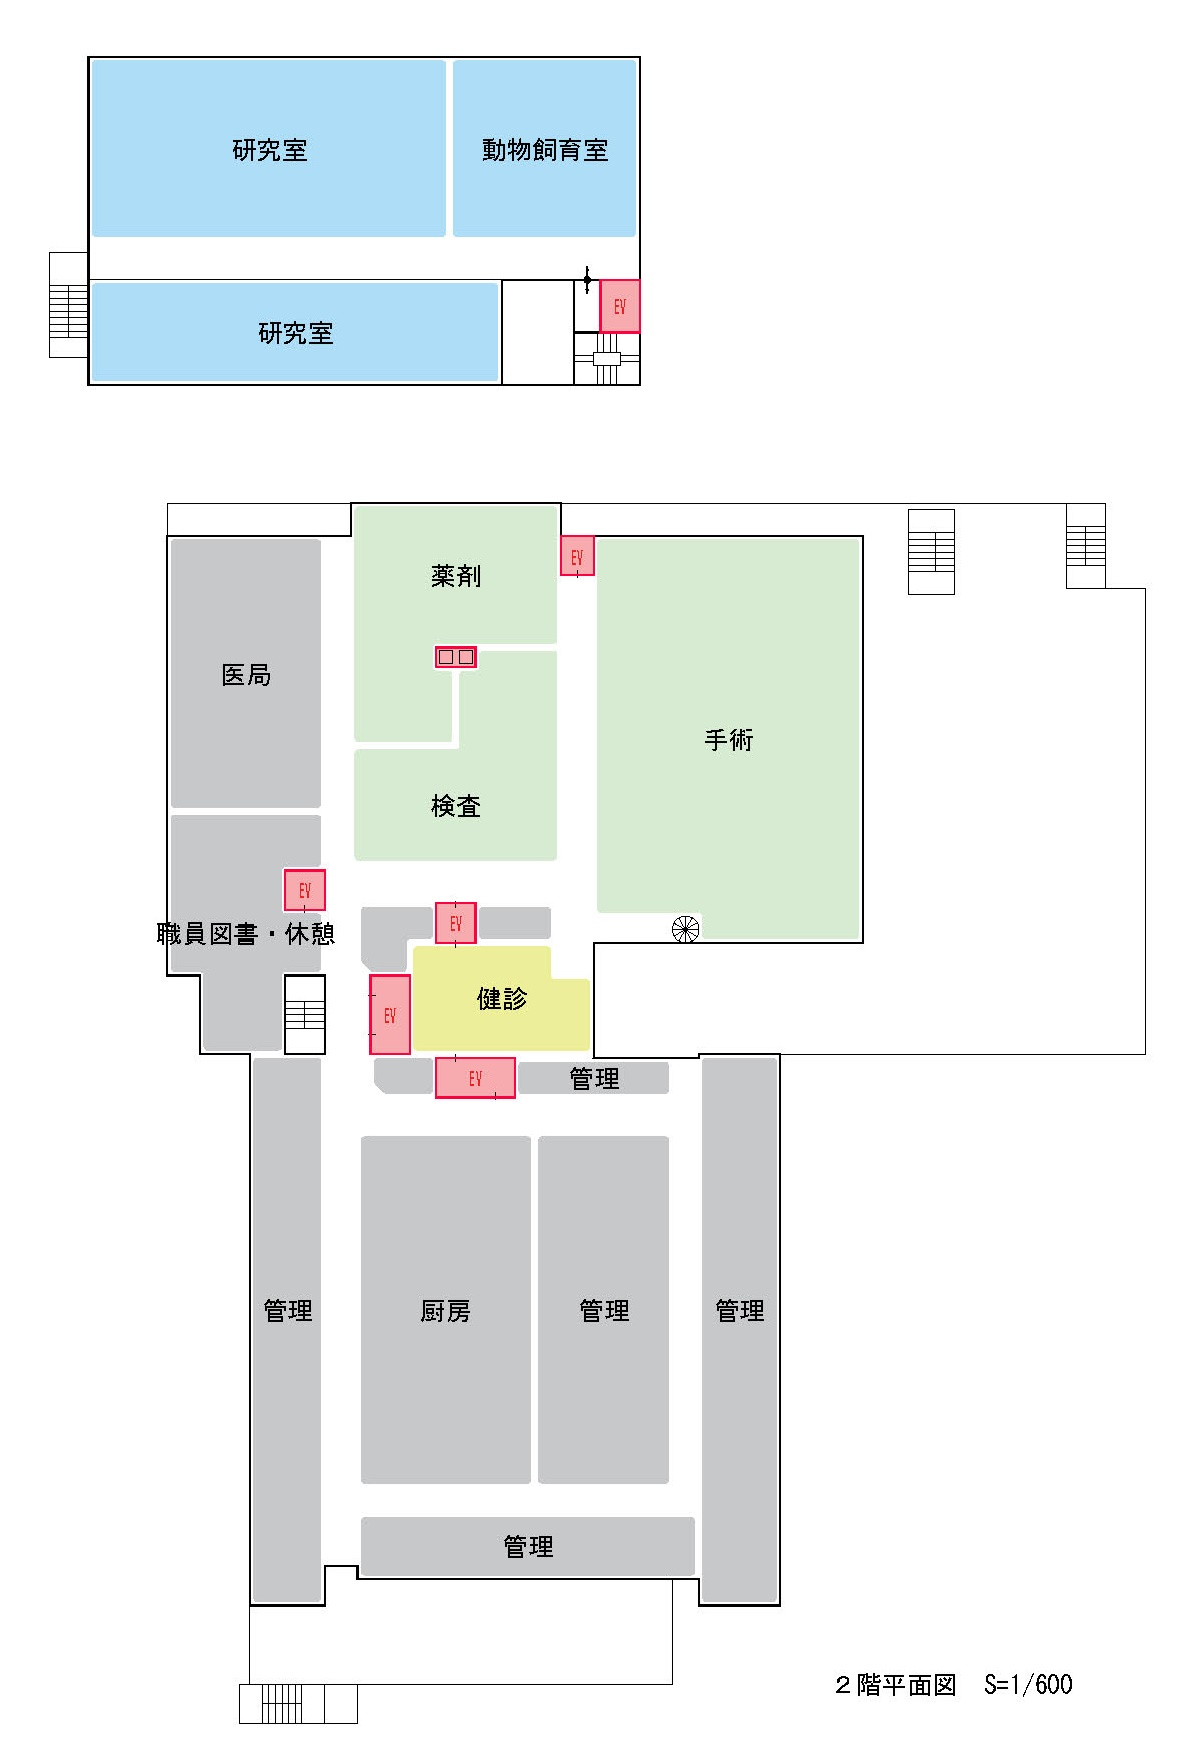 研究室
動物飼育室
EV
研究室
薬剤
EV
医局
手術
検査
EV
職員図書・休憩
EV
健診
EV
EV
管理
管理
厨房
管理
管理
管理
2階平面図　S=1/600